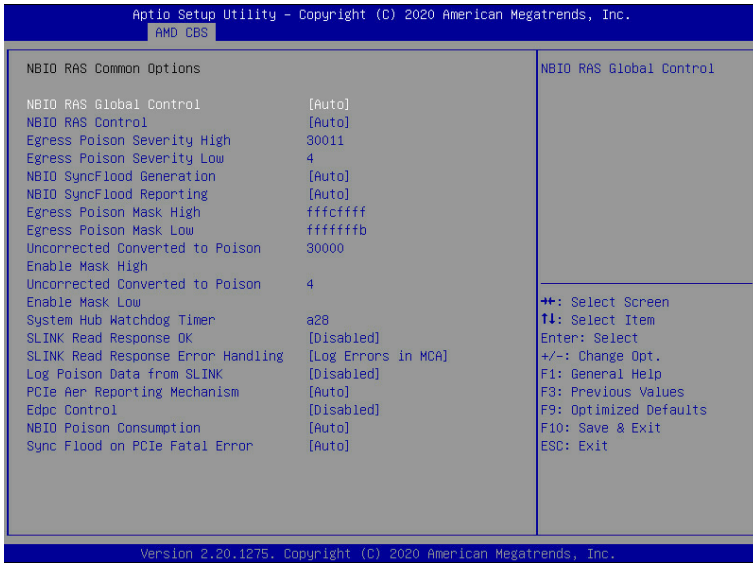 Aptio Setup Utility – Copyright (C) 2020 American Megatrends, Inc.
AMD CBS
NBIO RAS Common Options
NBIO RAS Global Control [Auto]
NBIO RAS Control [Auto]
Egress Poison Severity High 30011
Egress Poison Severity Low 4
NBIO SyncFlood Generation [Auto]
NBIO SyncFlood Reporting [Auto]
Egress Poison Mask High fffcffff
Egress Poison Mask Low fffffffb
Uncorrected Converted to Poison 30000
Enable Mask High
Uncorrected Converted to Poison 4
Enable Mask Low
System Hub Watchdog Timer a28
SLINK Read Response OK [Disabled]
SLINK Read Response Error Handling [Log Errors in MCA]
Log Poison Data from SLINK [Disabled]
PCIe Aer Reporting Mechanism [Auto]
Edpc Control [Disabled]
NBIO Poison Consumption [Auto]
Sync Flood on PCIe Fatal Error [Auto]
NBIO RAS Global Control
→←: Select Screen
↑↓: Select Item
Enter: Select
+/-: Change Opt.
F1: General Help
F3: Previous Values
F9: Optimized Defaults
F10: Save & Exit
ESC: Exit
Version 2.20.1275. Copyright (C) 2020 American Megatrends, Inc.